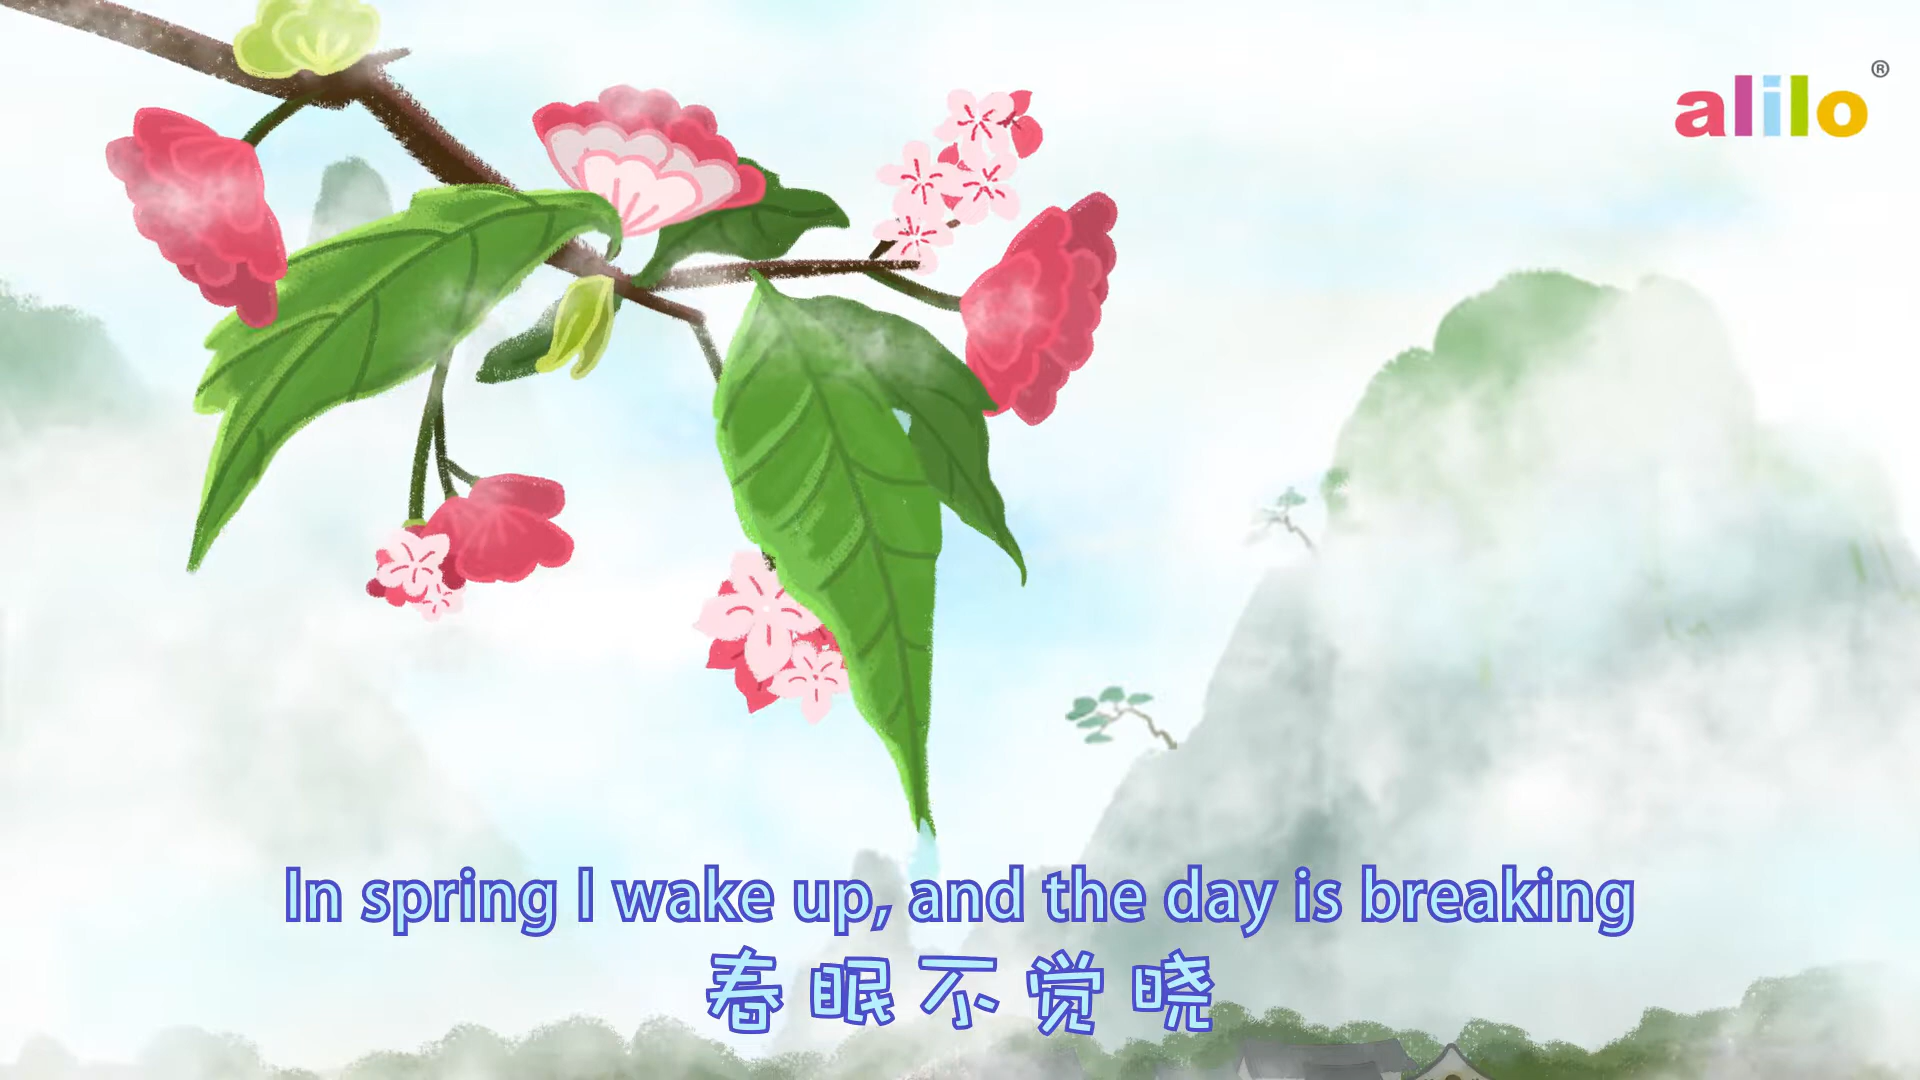 alilo®
In spring I wake up, and the day is breaking
春眠不觉晓